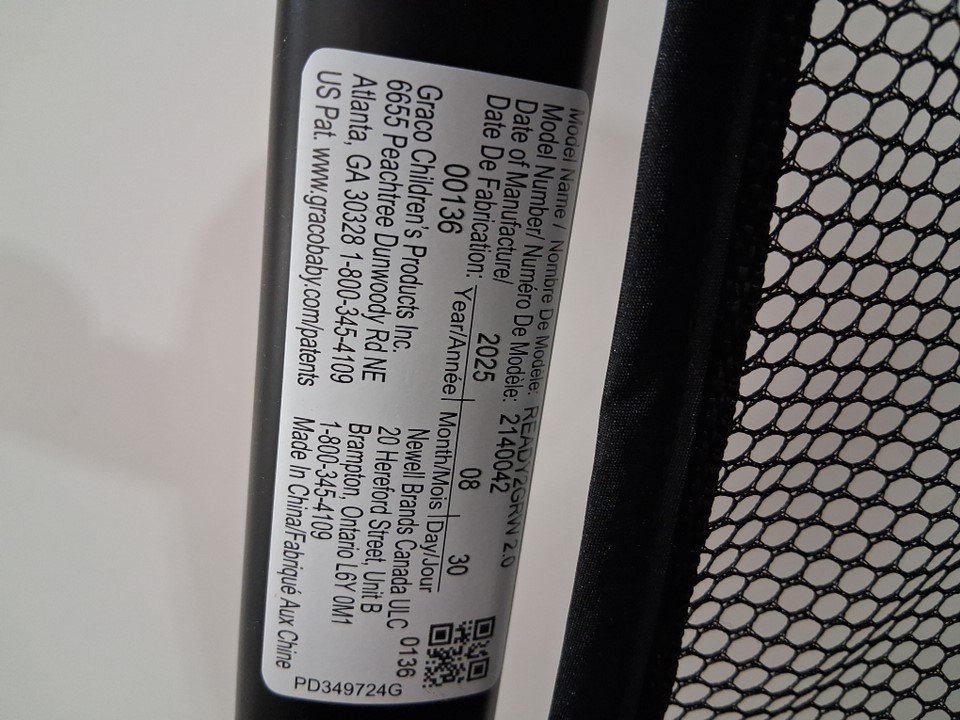 Model Name / Nombre De Modèle: READY2GRW 2.0
Model Number/ Numéro De Modèle: 2140042
Date of Manufacture/
Date De Fabrication: 2025 08 30
Year/Année Month/Mois Day/Jour
00136
Graco Children's Products Inc.
6655 Peachtree Dunwoody Rd NE
Atlanta, GA 30328 1-800-345-4109
US Pat. www.gracobaby.com/patents
Newell Brands Canada ULC
20 Hereford Street, Unit B
Brampton, Ontario L6Y 0M1
1-800-345-4109
Made In China/Fabriqué Aux Chine
0136
PD349724G